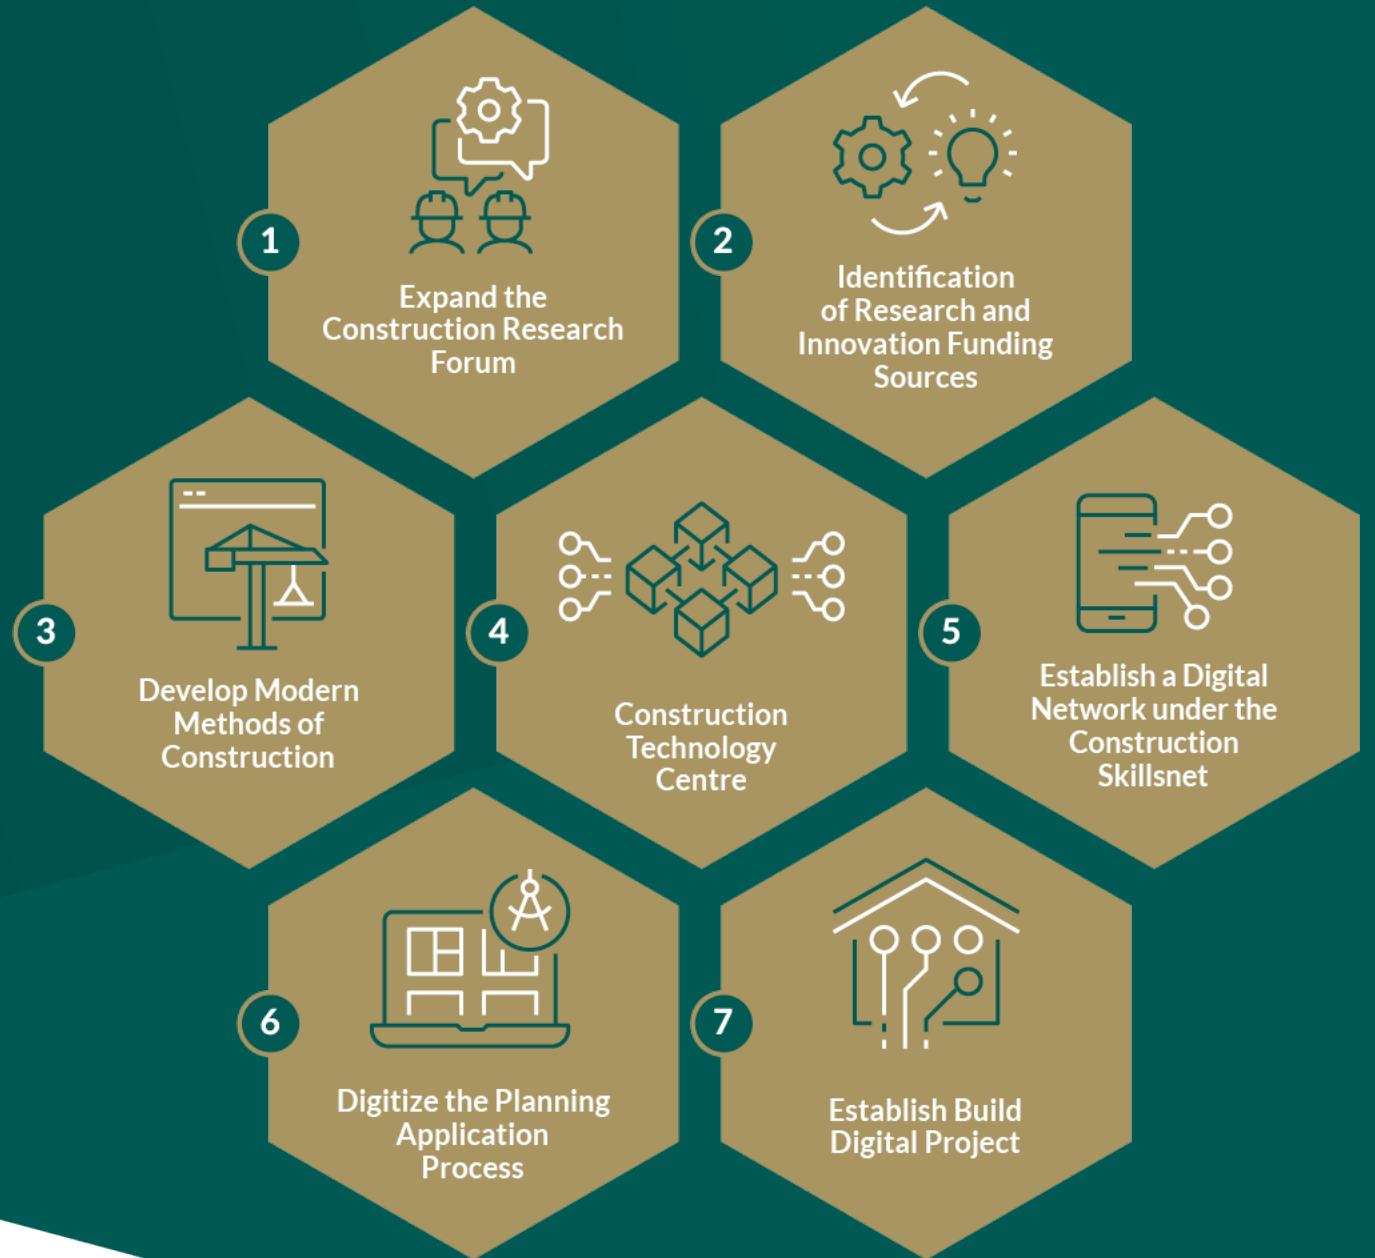 1
Expand the
Construction Research
Forum
2
Identification
of Research and
Innovation Funding
Sources
3
Develop Modern
Methods of
Construction
4
Construction
Technology
Centre
5
Establish a Digital
Network under the
Construction
Skillsnet
6
Digitize the Planning
Application
Process
7
Establish Build
Digital Project